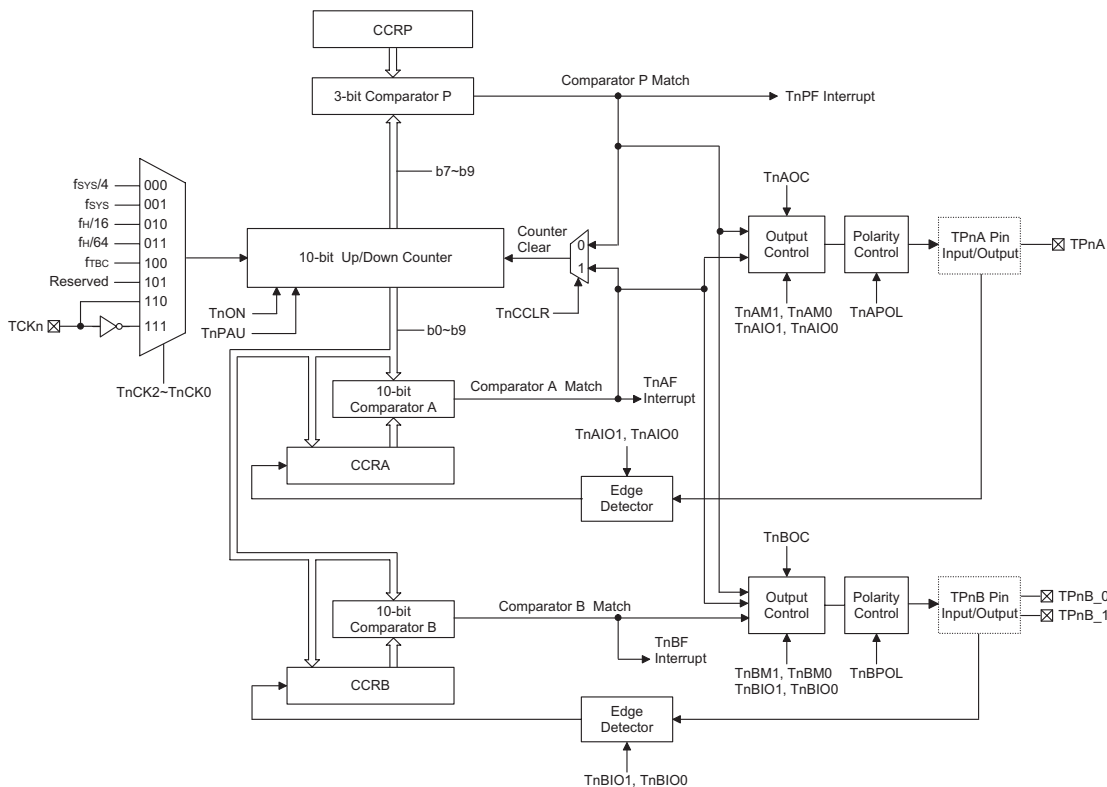 CCRP
3-bit Comparator P
Comparator P Match
TnPF Interrupt
b7~b9
fSYS/4
000
fSYS
001
fH/16
010
fH/64
011
fTBC
100
Reserved
101
110
TCKn
111
TnCK2~TnCK0
10-bit Up/Down Counter
TnON
TnPAU
Counter
Clear
0
1
TnCCLR
b0~b9
TnAOC
Output
Control
Polarity
Control
TPnA Pin
Input/Output
TPnA
TnAM1, TnAM0
TnAIO1, TnAIO0
TnAPOL
10-bit
Comparator A
Comparator A Match
TnAF
Interrupt
CCRA
TnAIO1, TnAIO0
Edge
Detector
TnBOC
Output
Control
Polarity
Control
TPnB Pin
Input/Output
TPnB_0
TPnB_1
10-bit
Comparator B
Comparator B Match
TnBF
Interrupt
TnBM1, TnBM0
TnBIO1, TnBIO0
TnBPOL
CCRB
Edge
Detector
TnBIO1, TnBIO0